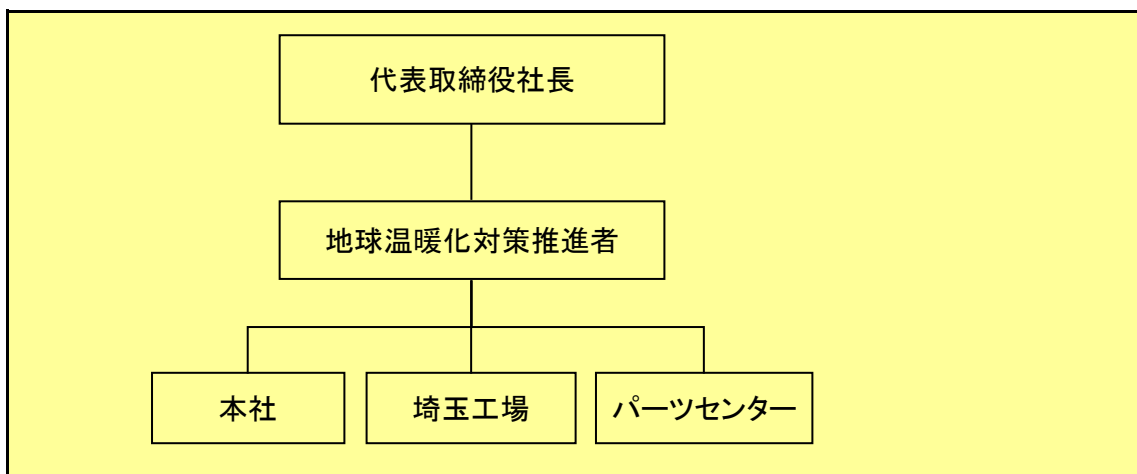 代表取締役社長
地球温暖化対策推進者
本社
埼玉工場
パーツセンター